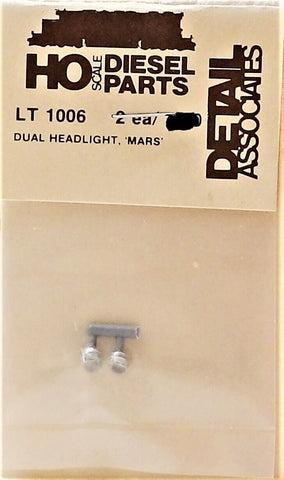 HO SCALE DIESEL PARTS
DETAIL ASSOCIATES
LT 1006 2 ea/
DUAL HEADLIGHT, 'MARS'